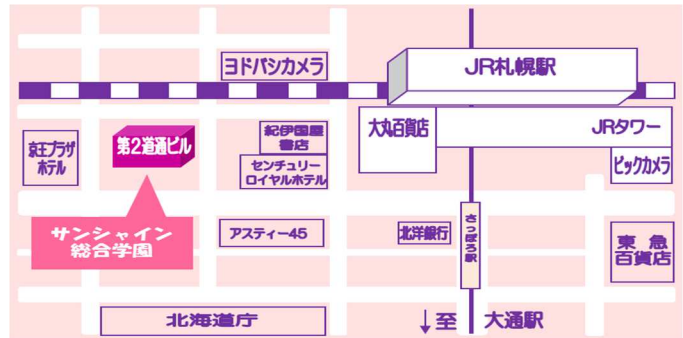 ヨドバシカメラ
JR札幌駅
京王プラザ
ホテル
第2道通ビル
紀伊国屋
書店
センチュリー
ロイヤルホテル
大丸百貨店
JRタワー
ビックカメラ
サンシャイン
総合学園
アスティー45
北洋銀行
さっぽろ駅
東急
百貨店
北海道庁
↓至 大通駅